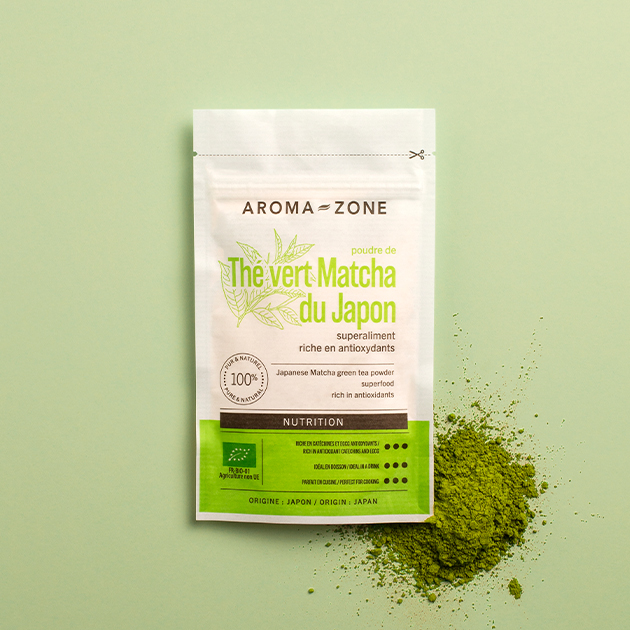 AROMA ZONE
poudre de
Thé vert Matcha
du Japon
superaliment
riche en antioxydants
PUR & NATUREL
100%
PURE & NATURAL
Japanese Matcha green tea powder
superfood
rich in antioxidants
NUTRITION
RICHE EN CATÉCHINES ET EGCG ANTIOXYDANTS /
RICH IN ANTIOXIDANT CATECHINS AND EGCG
IDÉAL EN BOISSON / IDEAL IN A DRINK
PARFAIT EN CUISINE / PERFECT FOR COOKING
FR-BIO-01
Agriculture non UE
ORIGINE : JAPON / ORIGIN : JAPAN